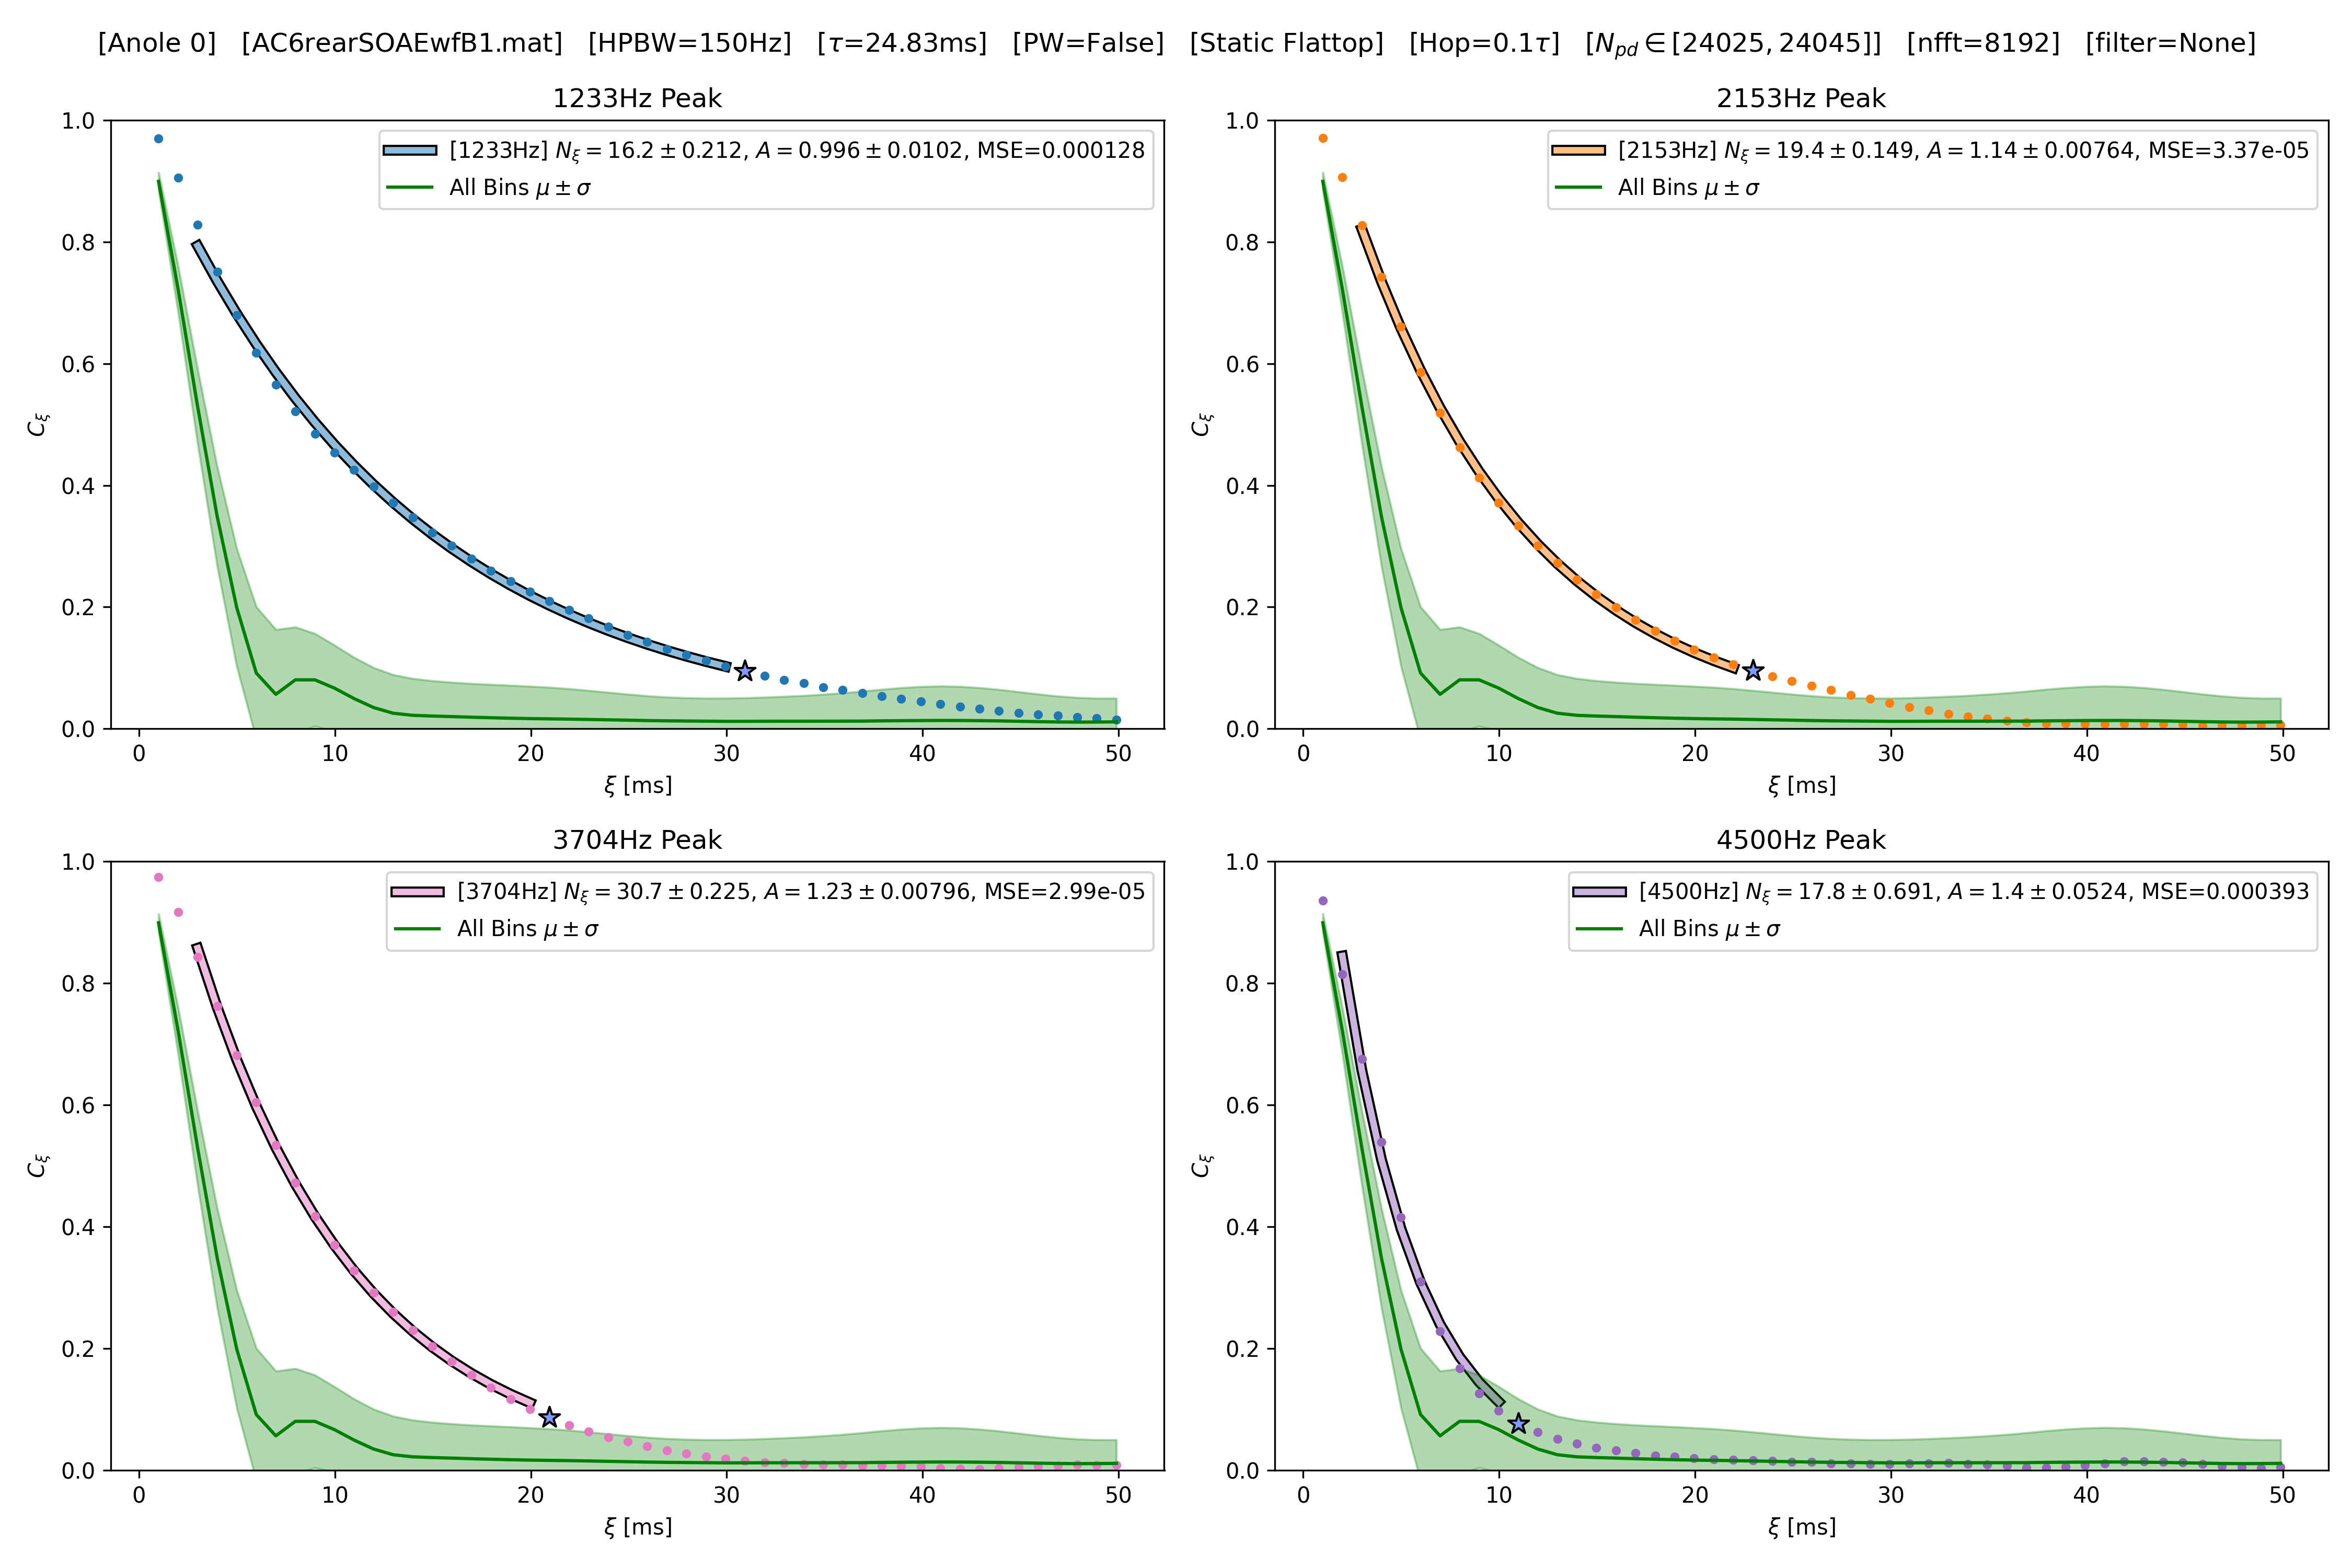 [Anole 0] [AC6rearSOAEwfB1.mat] [HPBW=150Hz] [τ=24.83ms] [PW=False] [Static Flattop] [Hop=0.1τ] [N_pd ∈ [24025, 24045]] [nfft=8192] [filter=None]
1233Hz Peak
[1233Hz] N_ξ = 16.2 ± 0.212, A = 0.996 ± 0.0102, MSE=0.000128
All Bins μ ± σ
1.0
0.8
0.6
0.4
0.2
0.0
C_ξ
0 10 20 30 40 50
ξ [ms]
2153Hz Peak
[2153Hz] N_ξ = 19.4 ± 0.149, A = 1.14 ± 0.00764, MSE=3.37e-05
All Bins μ ± σ
1.0
0.8
0.6
0.4
0.2
0.0
C_ξ
0 10 20 30 40 50
ξ [ms]
3704Hz Peak
[3704Hz] N_ξ = 30.7 ± 0.225, A = 1.23 ± 0.00796, MSE=2.99e-05
All Bins μ ± σ
1.0
0.8
0.6
0.4
0.2
0.0
C_ξ
0 10 20 30 40 50
ξ [ms]
4500Hz Peak
[4500Hz] N_ξ = 17.8 ± 0.691, A = 1.4 ± 0.0524, MSE=0.000393
All Bins μ ± σ
1.0
0.8
0.6
0.4
0.2
0.0
C_ξ
0 10 20 30 40 50
ξ [ms]